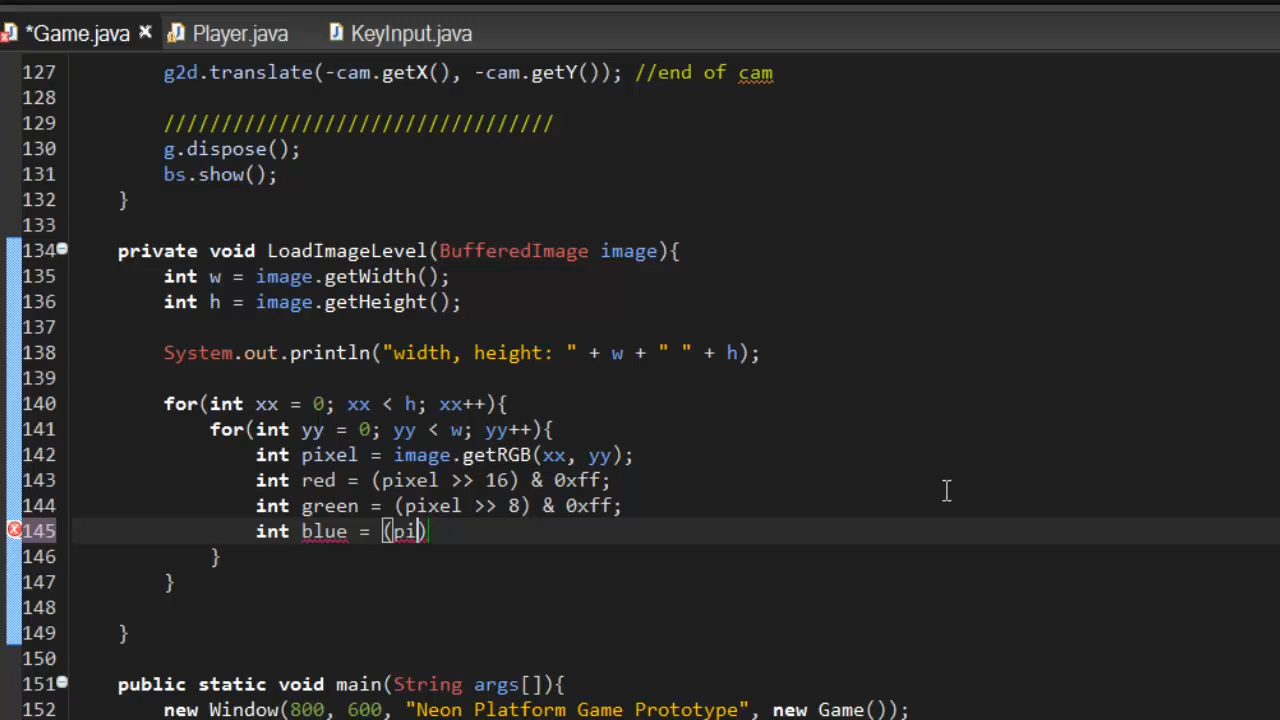 *Game.java Player.java KeyInput.java
127 g2d.translate(-cam.getX(), -cam.getY()); //end of cam
128
129 //////////////////////////////////
130 g.dispose();
131 bs.show();
132 }
133
134 private void LoadImageLevel(BufferedImage image){
135 int w = image.getWidth();
136 int h = image.getHeight();
137
138 System.out.println("width, height: " + w + " " + h);
139
140 for(int xx = 0; xx < h; xx++){
141 for(int yy = 0; yy < w; yy++){
142 int pixel = image.getRGB(xx, yy);
143 int red = (pixel >> 16) & 0xff;
144 int green = (pixel >> 8) & 0xff;
145 int blue = (pi)
146 }
147 }
148
149 }
150
151 public static void main(String args[]){
152 new Window(800, 600, "Neon Platform Game Prototype", new Game());